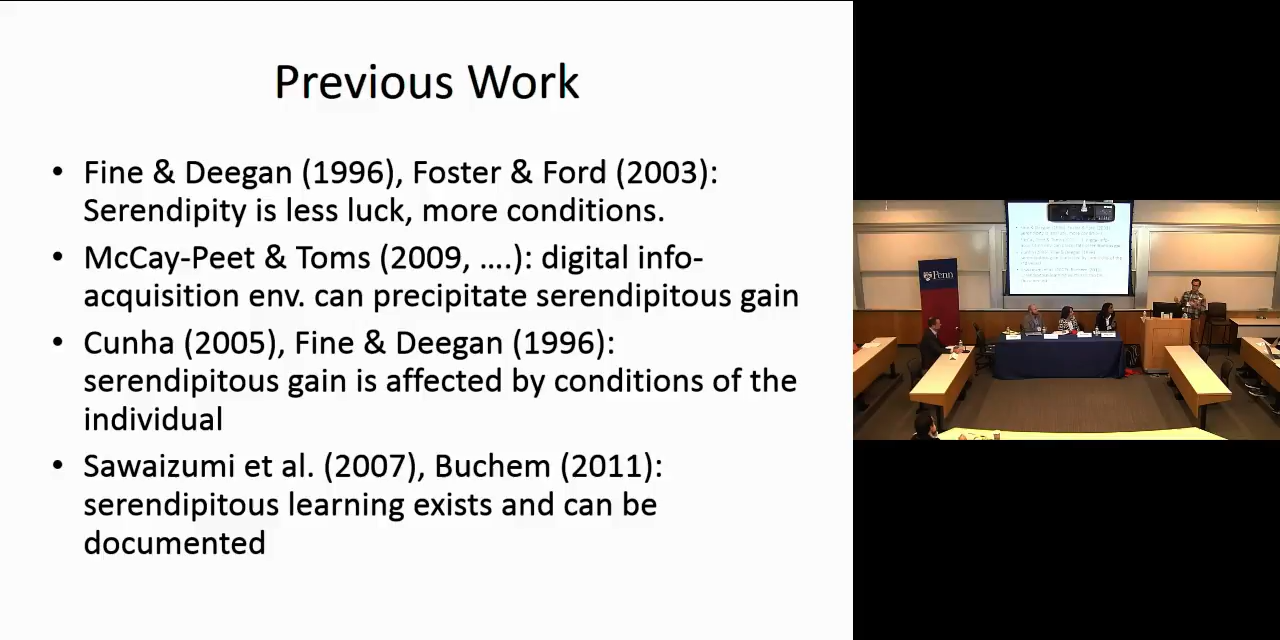 Previous Work
• Fine & Deegan (1996), Foster & Ford (2003):
Serendipity is less luck, more conditions.
• McCay-Peet & Toms (2009, ....): digital info-
acquisition env. can precipitate serendipitous gain
• Cunha (2005), Fine & Deegan (1996):
serendipitous gain is affected by conditions of the
individual
• Sawaizumi et al. (2007), Buchem (2011):
serendipitous learning exists and can be
documented
Penn